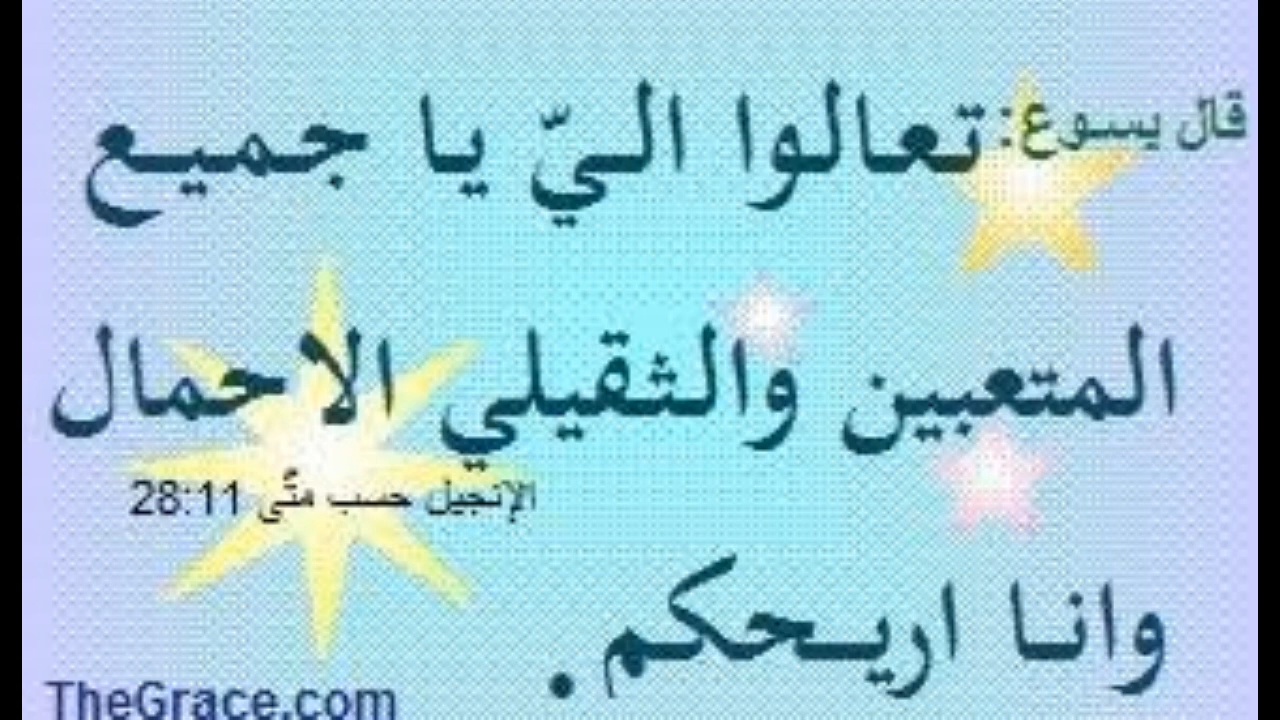 قال يسوع: تعالوا اليّ يا جميع
المتعبين والثقيلي الاحمال
الإنجيل حسب متّى 28:11
وانا اريحكم.
TheGrace.com